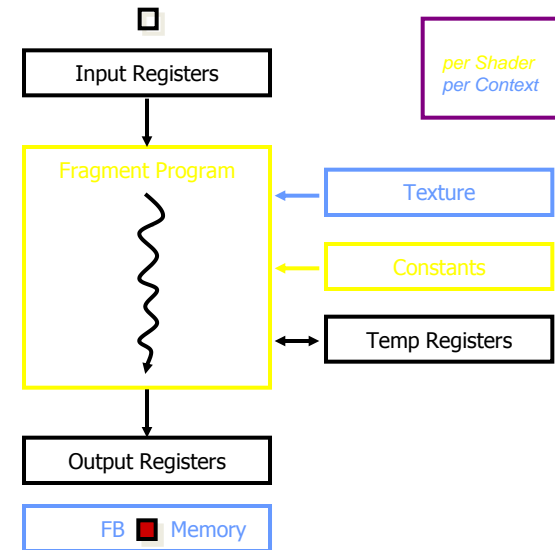 Input Registers
per Shader
per Context
Fragment Program
Texture
Constants
Temp Registers
Output Registers
FB Memory